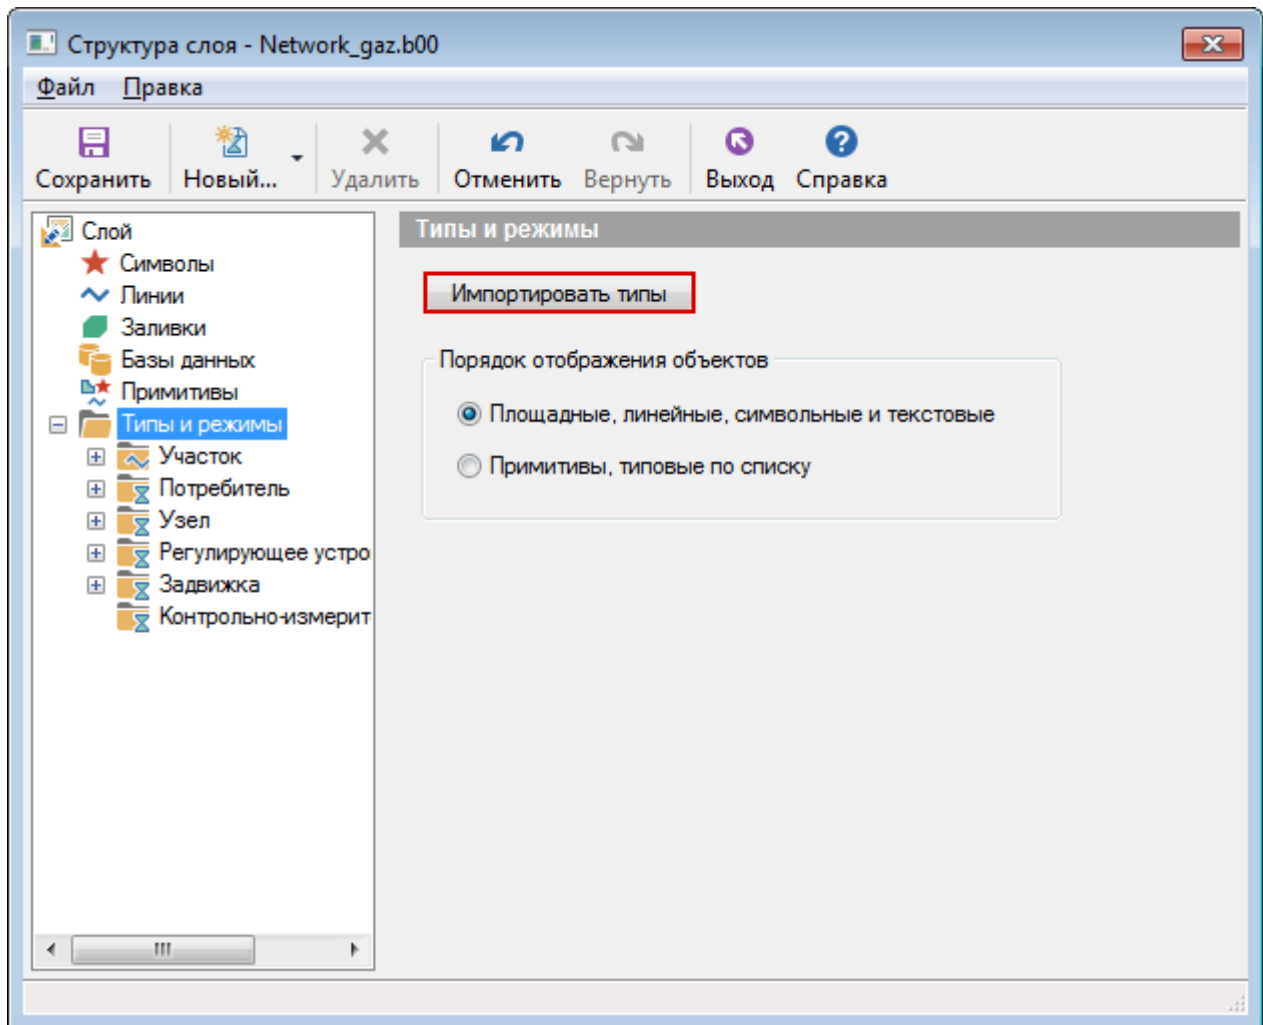 Структура слоя - Network_gaz.b00
Файл Правка
Сохранить Новый... Удалить Отменить Вернуть Выход Справка
Слой
Символы
Линии
Заливки
Базы данных
Примитивы
Типы и режимы
Участок
Потребитель
Узел
Регулирующее устро
Задвижка
Контрольно-измерит
Типы и режимы
Импортировать типы
Порядок отображения объектов
Площадные, линейные, символьные и текстовые
Примитивы, типовые по списку